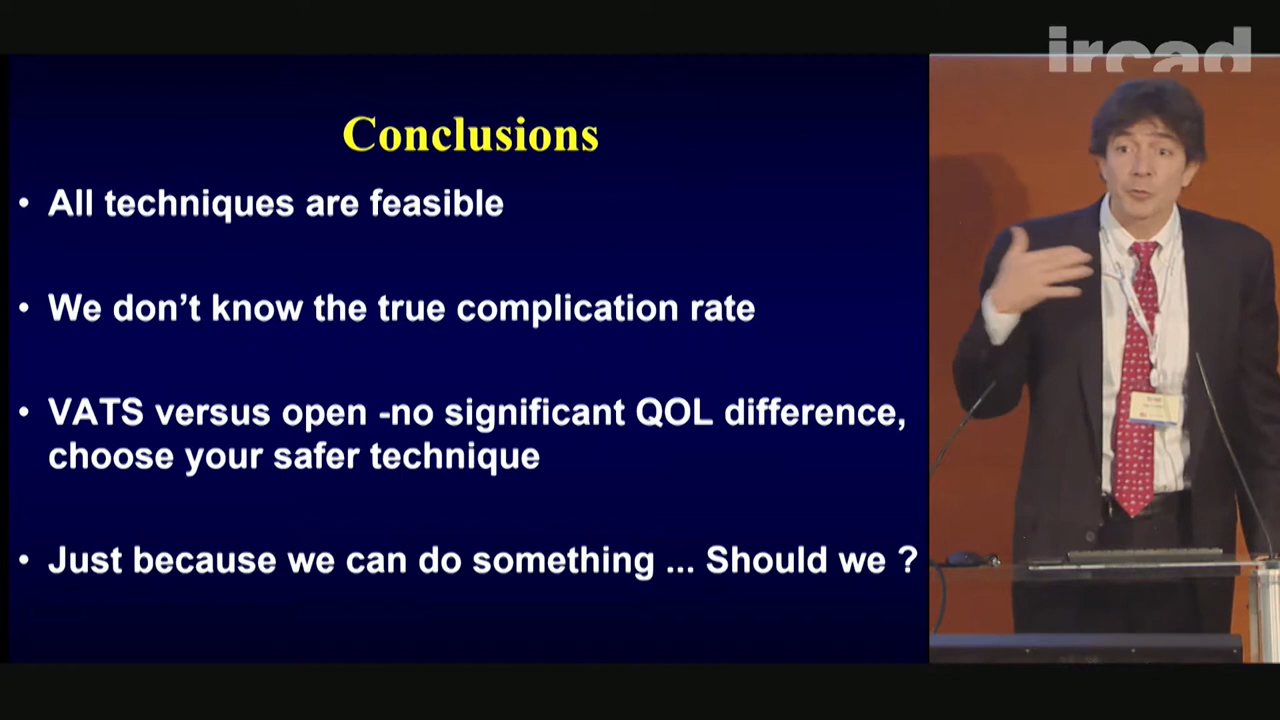 ircad
Conclusions
• All techniques are feasible
• We don’t know the true complication rate
• VATS versus open -no significant QOL difference,
choose your safer technique
• Just because we can do something ... Should we ?